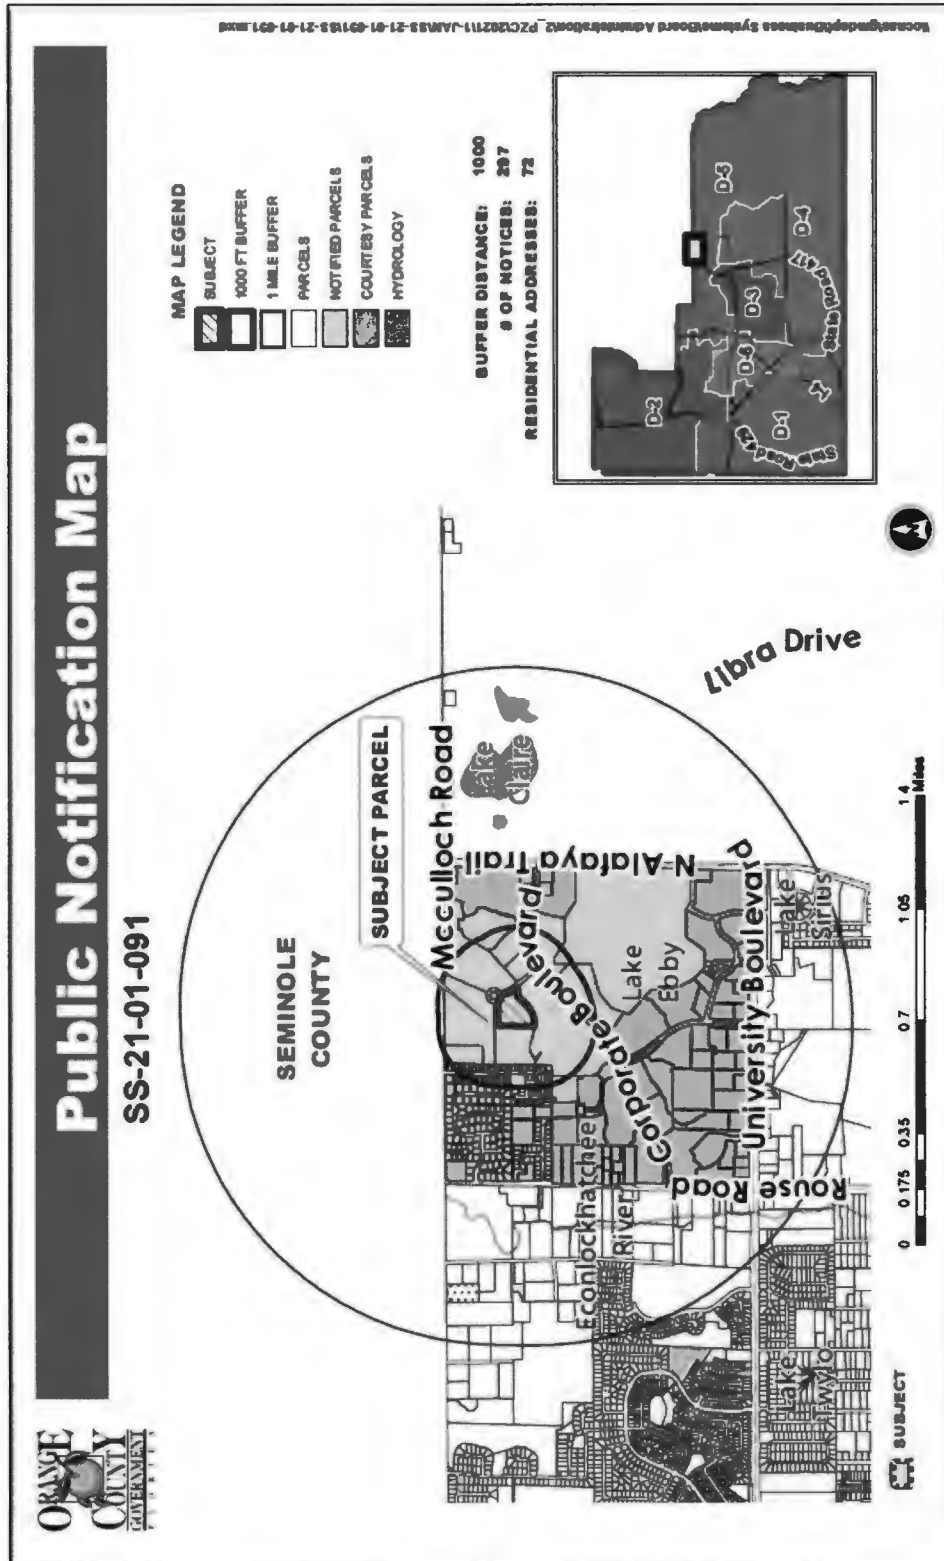 ORANGE
COUNTY
GOVERNMENT
Public Notification Map
SS-21-01-091
MAP LEGEND
SUBJECT
1000 FT BUFFER
1 MILE BUFFER
PARCELS
NOTIFIED PARCELS
COURTESY PARCELS
HYDROLOGY
BUFFER DISTANCE: 1000
# OF NOTICES: 297
RESIDENTIAL ADDRESSES: 72
SEMINOLE
COUNTY
SUBJECT PARCEL
Mcculloch Road
Lake
Claire
N Alafaya Trail
Corporate Boulevard
Lake
Ebby
Econlockhatchee
River
Rouse
Road
University Boulevard
Lake
Sirius
Lake
Libra Drive
D-2
D-5
D-3
D-6
D-4
D-1
I-4
State Road 417
State Road 429
SUBJECT
0 0.175 0.35 0.7 1.05 1.4
Miles
N